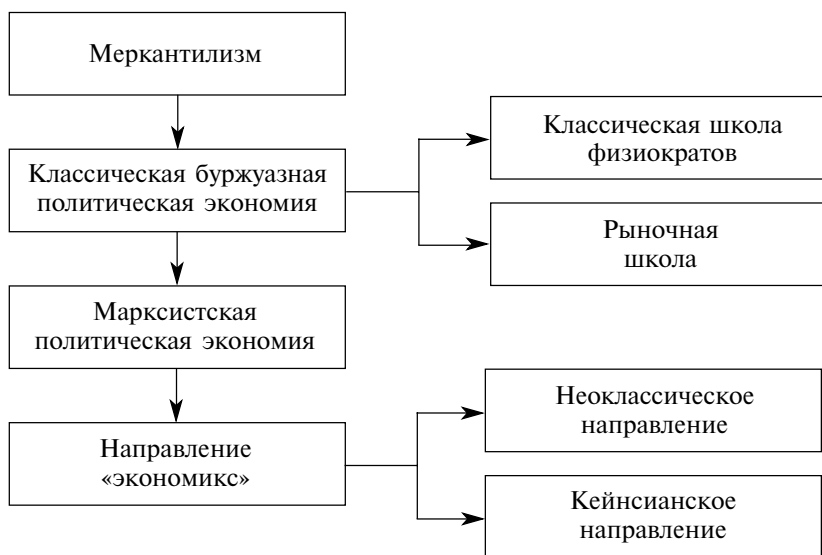 Меркантилизм
Классическая буржуазная
политическая экономия
Классическая школа
физиократов
Рыночная
школа
Марксистская
политическая экономия
Направление
«экономикс»
Неоклассическое
направление
Кейнсианское
направление